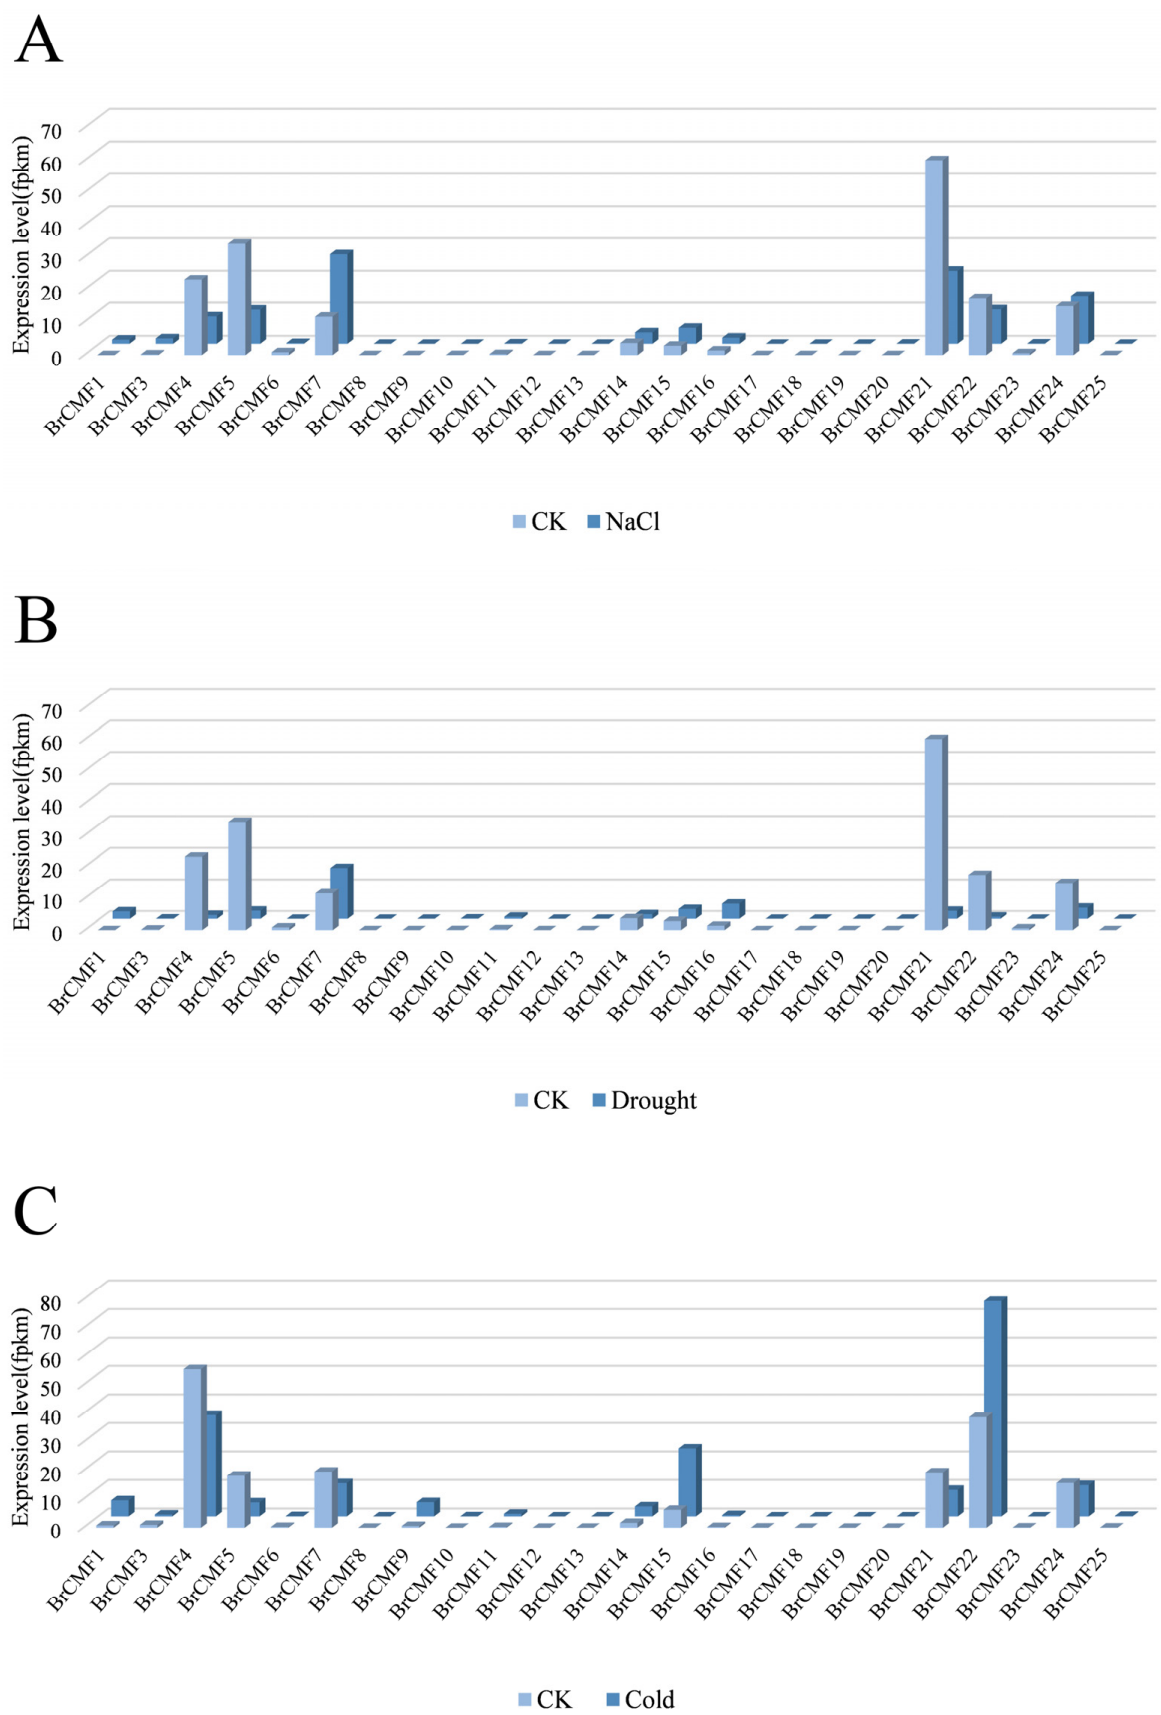 A
Expression level(fpkm)
70
60
50
40
30
20
10
0
BrCMF1 BrCMF3 BrCMF4 BrCMF5 BrCMF6 BrCMF7 BrCMF8 BrCMF9 BrCMF10 BrCMF11 BrCMF12 BrCMF13 BrCMF14 BrCMF15 BrCMF16 BrCMF17 BrCMF18 BrCMF19 BrCMF20 BrCMF21 BrCMF22 BrCMF23 BrCMF24 BrCMF25
CK NaCl
B
Expression level(fpkm)
70
60
50
40
30
20
10
0
BrCMF1 BrCMF3 BrCMF4 BrCMF5 BrCMF6 BrCMF7 BrCMF8 BrCMF9 BrCMF10 BrCMF11 BrCMF12 BrCMF13 BrCMF14 BrCMF15 BrCMF16 BrCMF17 BrCMF18 BrCMF19 BrCMF20 BrCMF21 BrCMF22 BrCMF23 BrCMF24 BrCMF25
CK Drought
C
Expression level(fpkm)
80
70
60
50
40
30
20
10
0
BrCMF1 BrCMF3 BrCMF4 BrCMF5 BrCMF6 BrCMF7 BrCMF8 BrCMF9 BrCMF10 BrCMF11 BrCMF12 BrCMF13 BrCMF14 BrCMF15 BrCMF16 BrCMF17 BrCMF18 BrCMF19 BrCMF20 BrCMF21 BrCMF22 BrCMF23 BrCMF24 BrCMF25
CK Cold